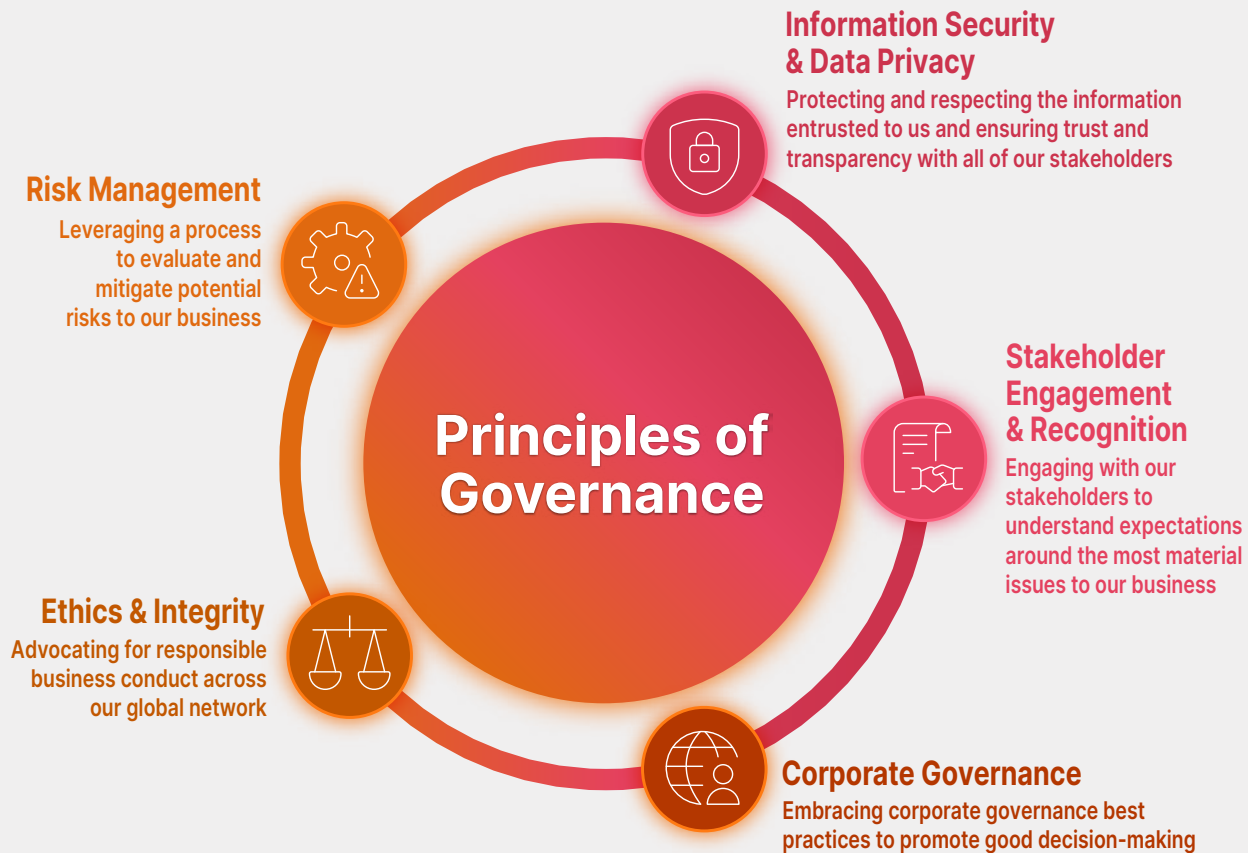 Information Security
& Data Privacy
Protecting and respecting the information
entrusted to us and ensuring trust and
transparency with all of our stakeholders
Risk Management
Leveraging a process
to evaluate and
mitigate potential
risks to our business
Principles of
Governance
Stakeholder
Engagement
& Recognition
Engaging with our
stakeholders to
understand expectations
around the most material
issues to our business
Ethics & Integrity
Advocating for responsible
business conduct across
our global network
Corporate Governance
Embracing corporate governance best
practices to promote good decision-making